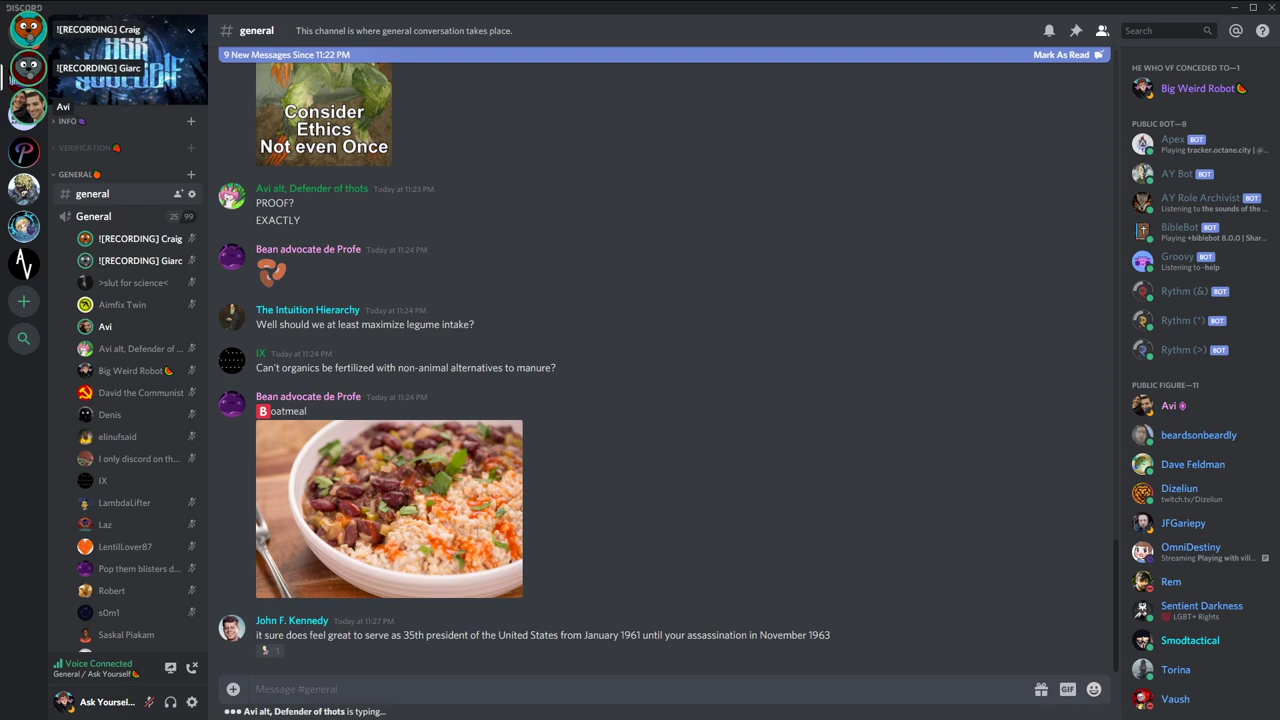 DISCORD
![RECORDING] Craig
![RECORDING] Giarc
ASK
YOURSELF
Avi
INFO
VERIFICATION
GENERAL
general
General
25 99
![RECORDING] Craig
![RECORDING] Giarc
>slut for science<
Aimfix Twin
Avi
Avi alt, Defender of ...
Big Weird Robot
David the Communist
Denis
elinufsaid
I only discord on th...
IX
LambdaLifter
Laz
LentilLover87
Pop them blisters d...
Robert
s0m1
Saskal Piakam
Voice Connected
General / Ask Yourself
Ask Yoursel...
# general
This channel is where general conversation takes place.
Search
9 New Messages Since 11:22 PM
Mark As Read
Consider
Ethics
Not even Once
Avi alt, Defender of thots Today at 11:23 PM
PROOF?
EXACTLY
Bean advocate de Profe Today at 11:24 PM
The Intuition Hierarchy Today at 11:24 PM
Well should we at least maximize legume intake?
IX Today at 11:24 PM
Can't organics be fertilized with non-animal alternatives to manure?
Bean advocate de Profe Today at 11:24 PM
Boatmeal
John F. Kennedy Today at 11:27 PM
it sure does feel great to serve as 35th president of the United States from January 1961 until your assassination in November 1963
1
Message #general
GIF
Avi alt, Defender of thots is typing...
HE WHO VF CONCEDED TO—1
Big Weird Robot
PUBLIC BOT—8
Apex BOT
Playing tracker.octane.city | @...
AY Bot BOT
AY Role Archivist BOT
Listening to the sounds of the ...
BibleBot BOT
Playing +biblebot 8.0.0 | Shar...
Groovy BOT
Listening to -help
Rythm (&) BOT
Rythm (*) BOT
Rythm (>) BOT
PUBLIC FIGURE—11
Avi
beardsonbeardly
Dave Feldman
Dizeliun
twitch.tv/Dizeliun
JFGariepy
OmniDestiny
Streaming Playing with vill...
Rem
Sentient Darkness
LGBT+ Rights
Smodtactical
Torina
Vaush